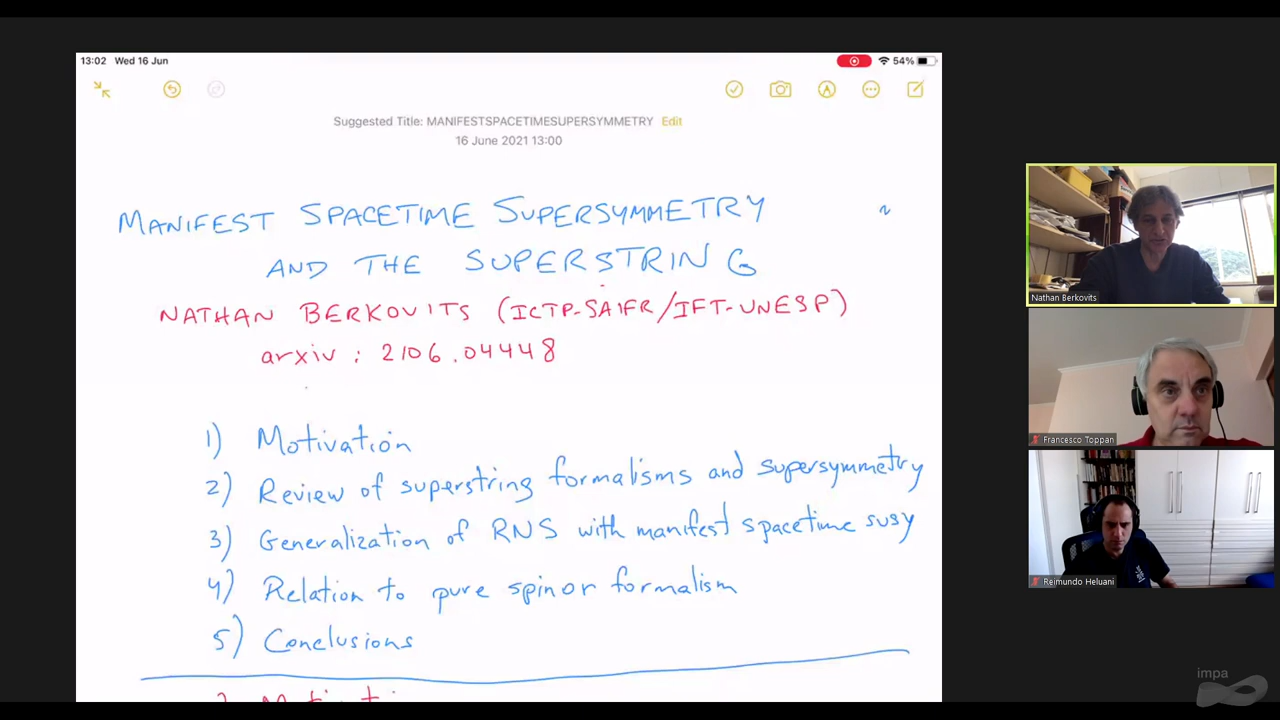 13:02 Wed 16 Jun
54%
Suggested Title: MANIFESTSPACETIMESUPERSYMMETRY Edit
16 June 2021 13:00
MANIFEST SPACETIME SUPERSYMMETRY
AND THE SUPERSTRING
NATHAN BERKOVITS (ICTP-SAIFR/IFT-UNESP)
arxiv : 2106.04448
1) Motivation
2) Review of superstring formalisms and supersymmetry
3) Generalization of RNS with manifest spacetime susy
4) Relation to pure spinor formalism
5) Conclusions
Nathan Berkovits
Francesco Toppan
Reimundo Heluani
impa